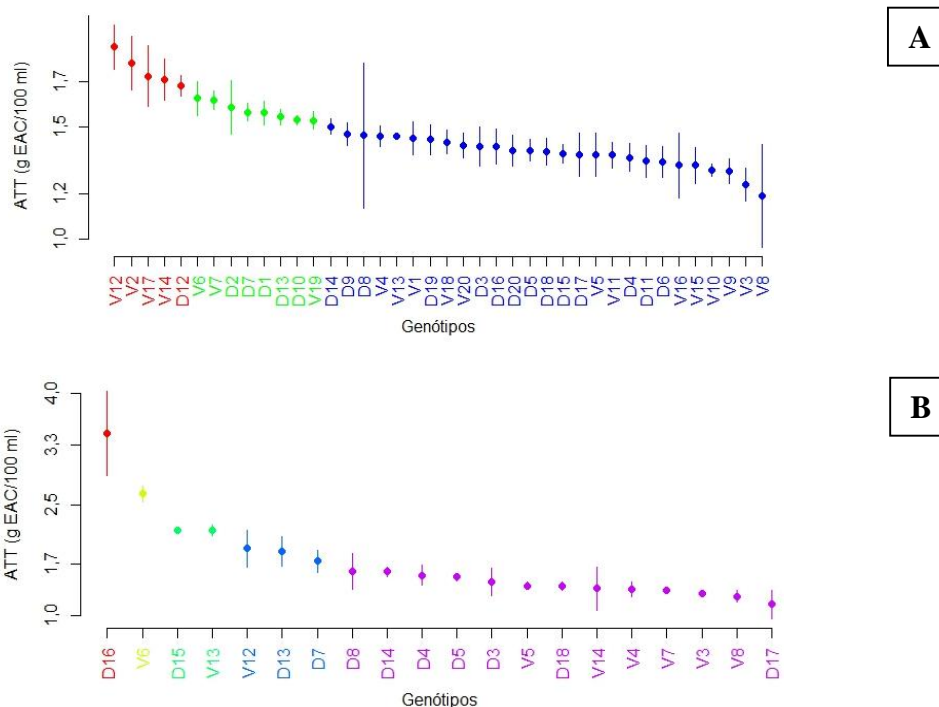 A
ATT (g EAC/100 ml)
1,7
1,5
1,2
1,0
V12 V2 V17 V14 D12 V6 V7 D2 D7 D1 D13 D10 V19 D14 D9 D8 V4 V13 V1 D19 V18 V20 D3 D16 D20 D5 D18 D15 D17 V5 V11 D4 D11 D6 V16 V15 V10 V9 V3 V8
Genótipos
B
ATT (g EAC/100 ml)
4,0
3,3
2,5
1,7
1,0
D16 V6 D15 V13 V12 D13 D7 D8 D14 D4 D5 D3 V5 D18 V14 V4 V7 V3 V8 D17
Genótipos